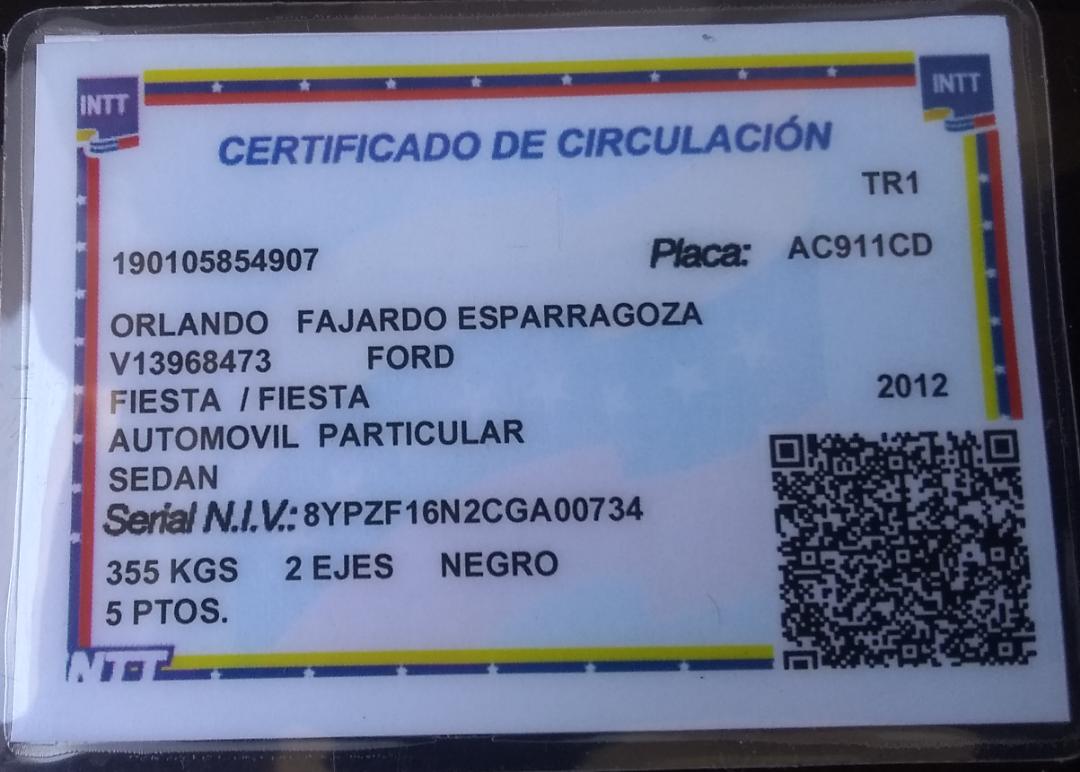 INTT
INTT
CERTIFICADO DE CIRCULACIÓN
TR1
190105854907 Placa: AC911CD
ORLANDO FAJARDO ESPARRAGOZA
V13968473 FORD
FIESTA / FIESTA 2012
AUTOMOVIL PARTICULAR
SEDAN
Serial N.I.V.: 8YPZF16N2CGA00734
355 KGS 2 EJES NEGRO
5 PTOS.
INTT